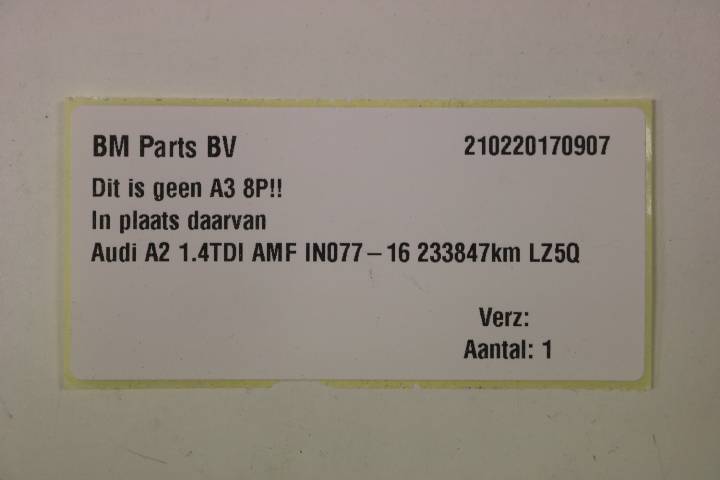 BM Parts BV 210220170907
Dit is geen A3 8P!!
In plaats daarvan
Audi A2 1.4TDI AMF IN077-16 233847km LZ5Q
Verz:
Aantal: 1